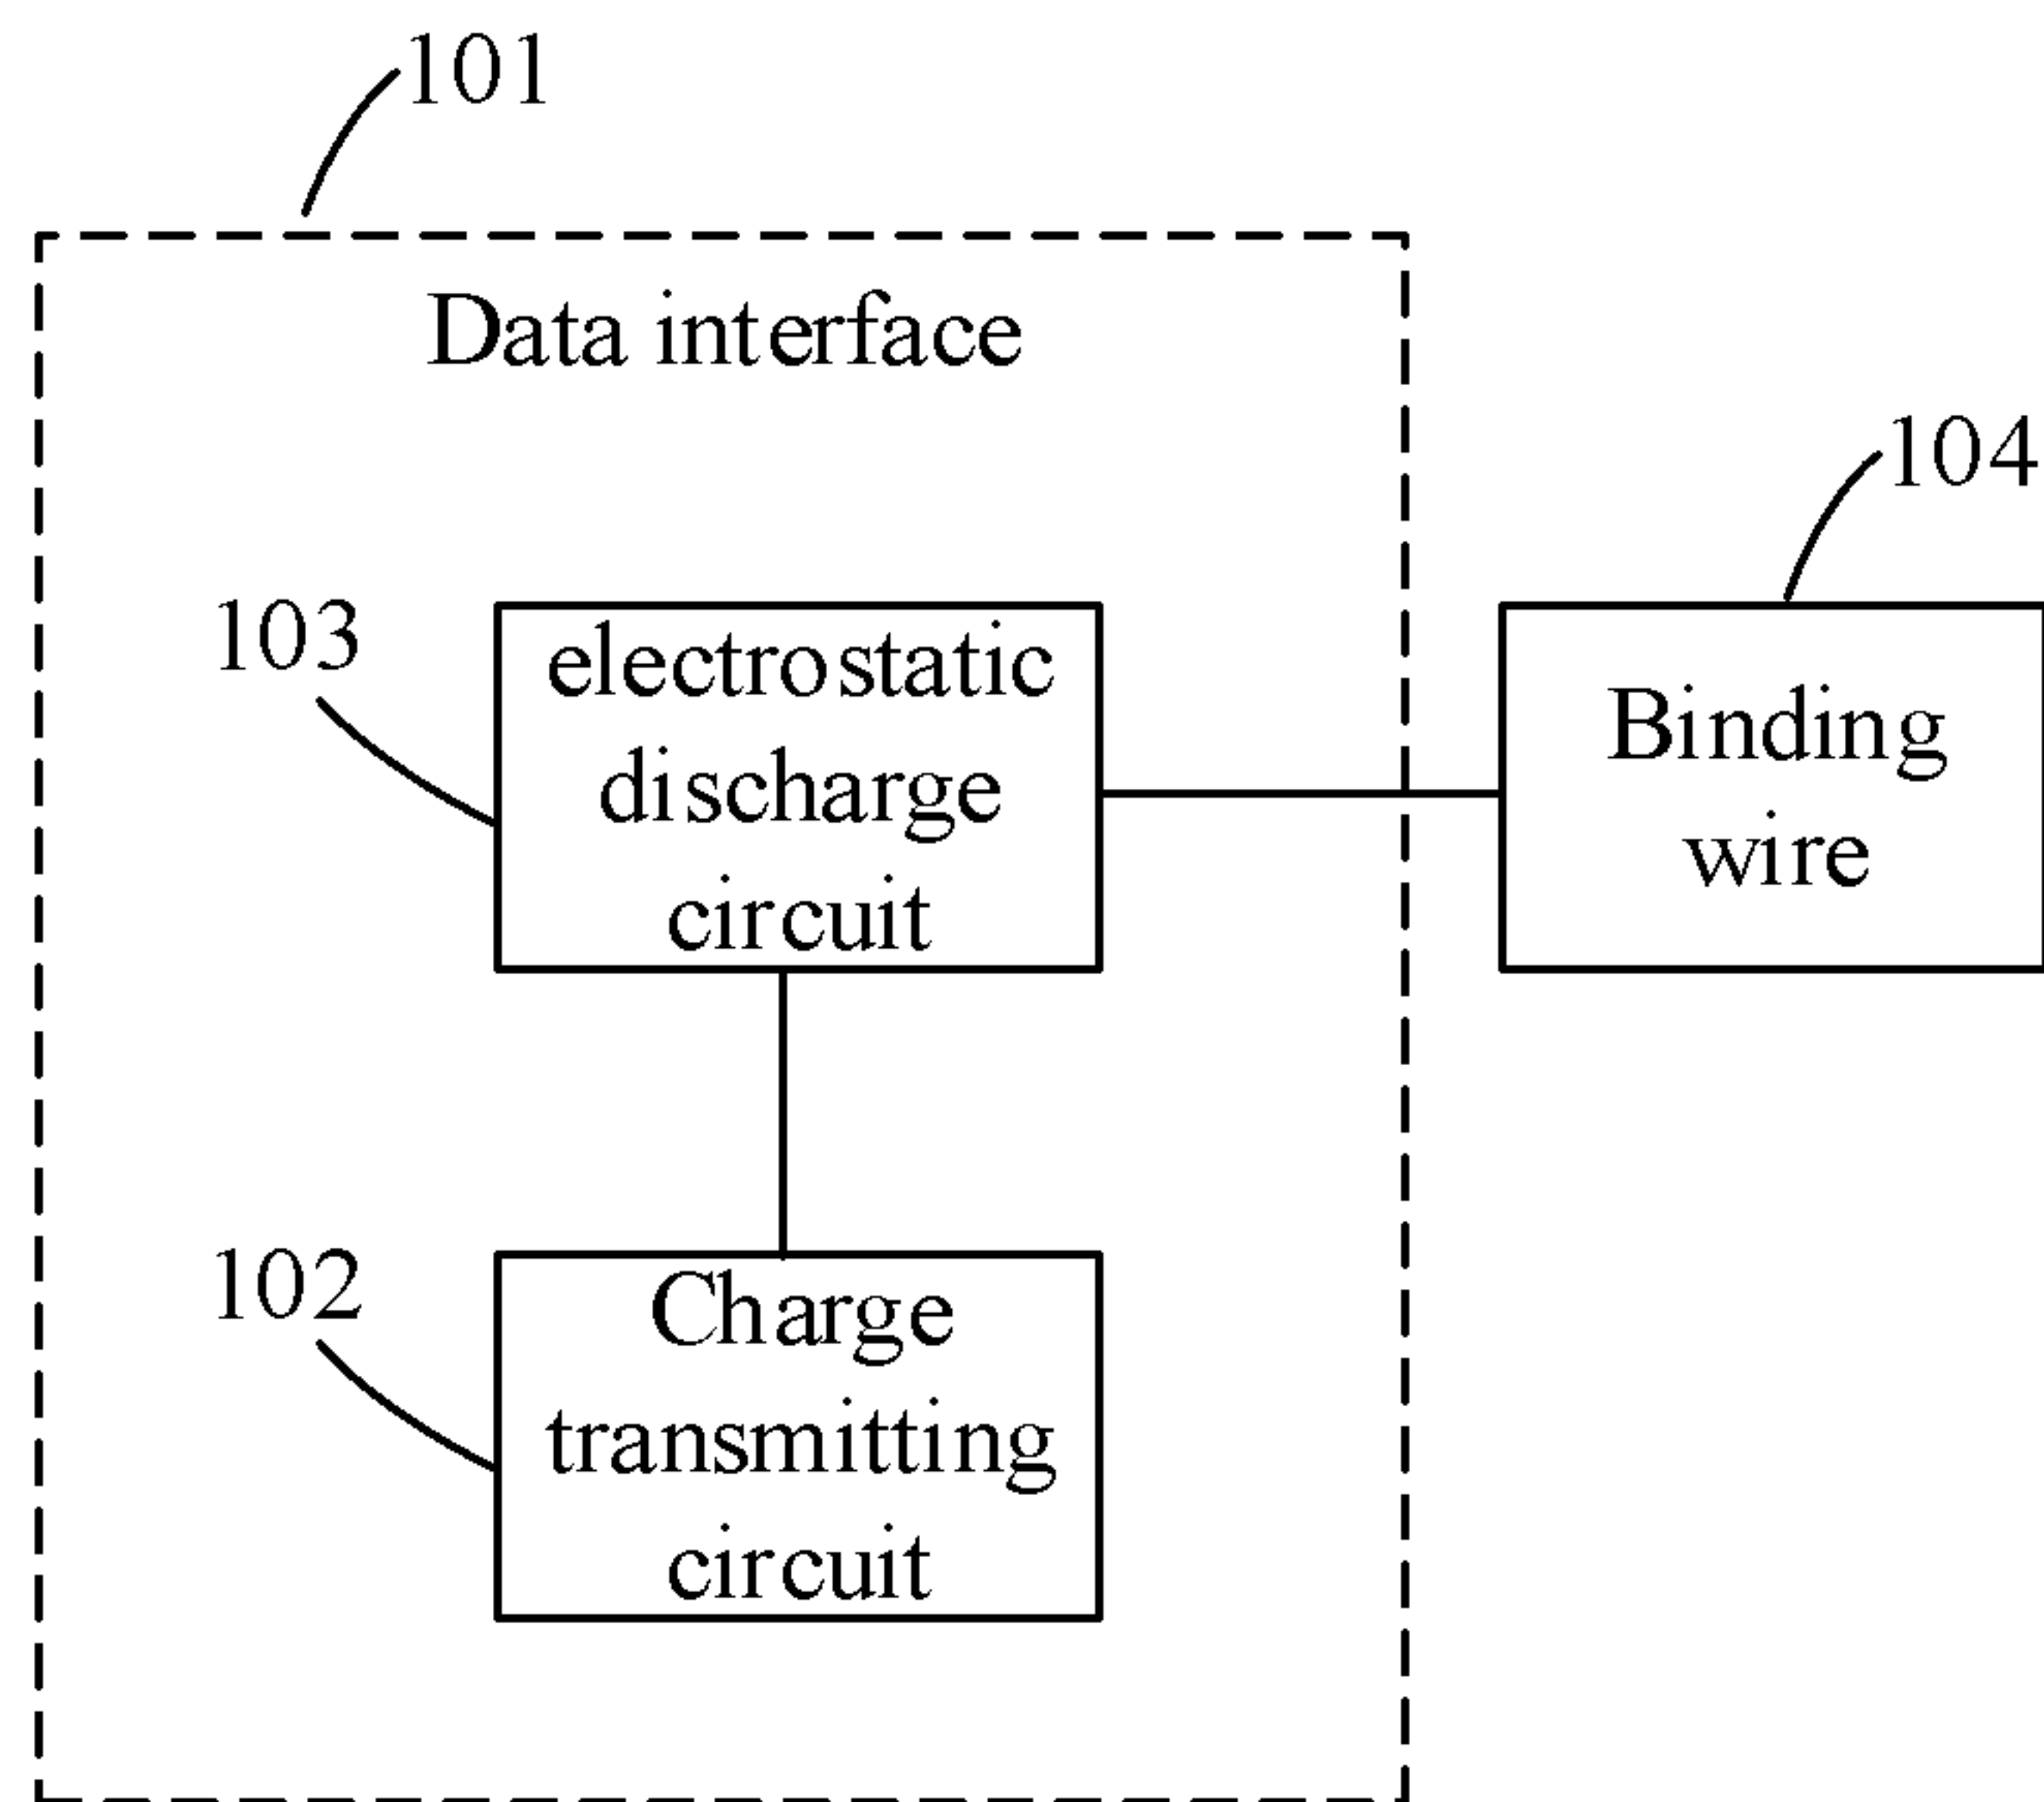 101
Data interface
104
103
electrostatic
discharge
circuit
Binding
wire
102
Charge
transmitting
circuit